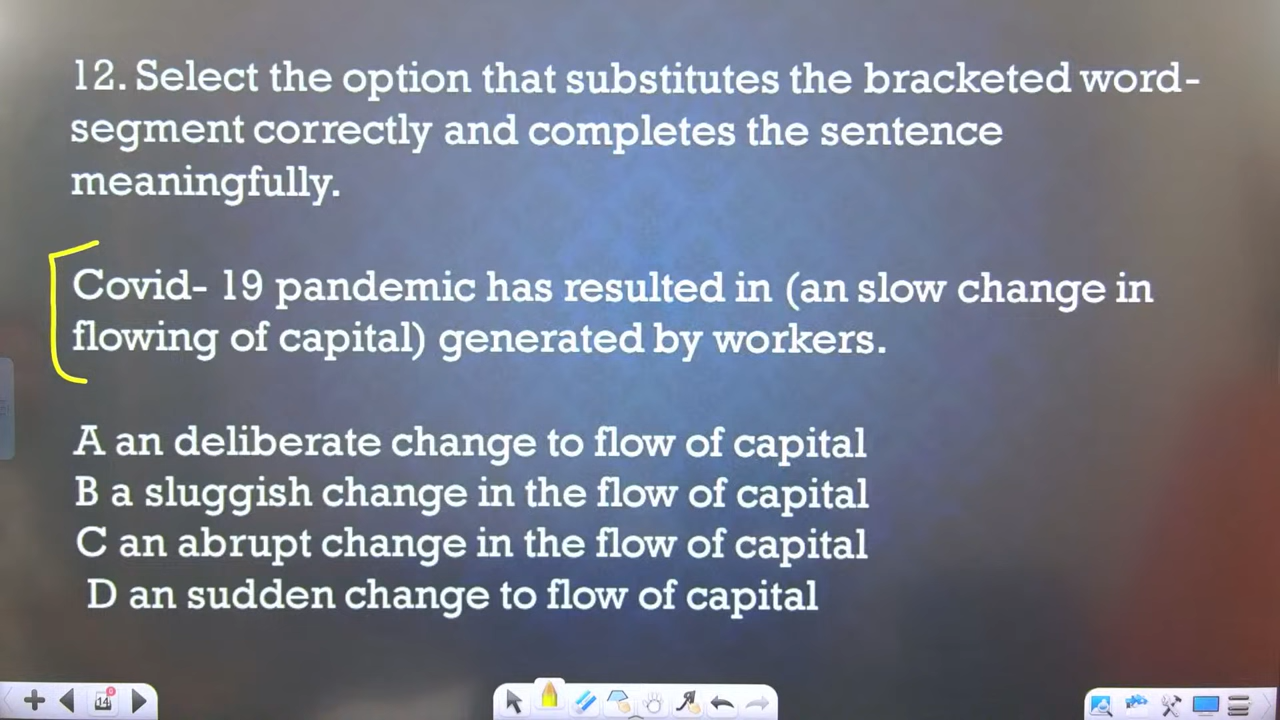 12. Select the option that substitutes the bracketed word-
segment correctly and completes the sentence
meaningfully.
Covid- 19 pandemic has resulted in (an slow change in
flowing of capital) generated by workers.
A an deliberate change to flow of capital
B a sluggish change in the flow of capital
C an abrupt change in the flow of capital
D an sudden change to flow of capital
14